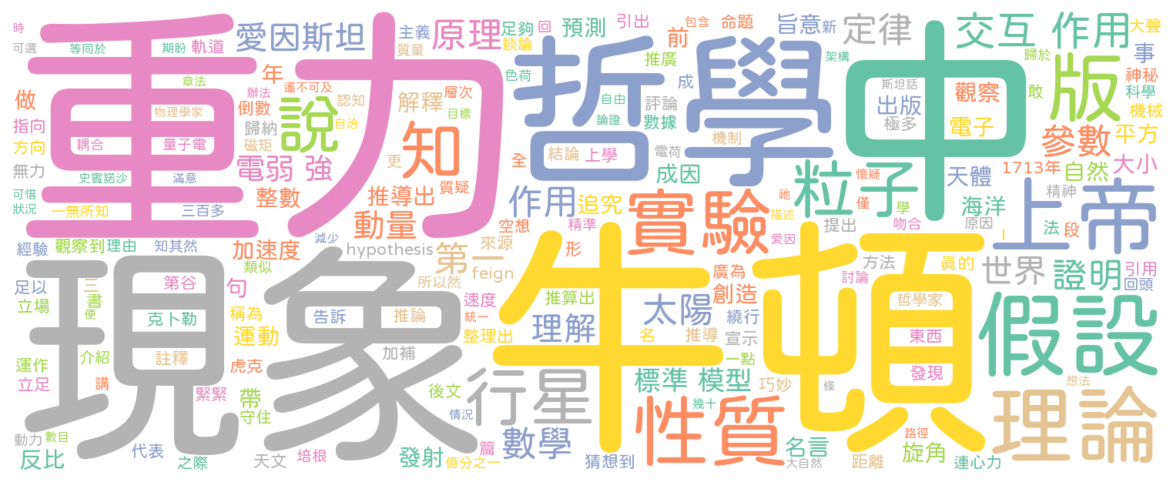 重力
哲學
中
現象
牛頓
版
上帝
假設
理論
性質
實驗
粒子
行星
說
知
第一
作用
太陽
愛因斯坦
主義
原理
足夠
回
預測
引出
包含
命題
前
旨意
新
定律
交互
作用
大聲
時
可選
等同於
期盼
軌道
質量
談論
色荷
推廣
成
架構
歸於
事
年
章法
遙不可及
解釋
層次
自由
評論
斯坦話
出版
觀察
敢
神秘
科學
做
物理學家
辦法
倒數
認知
目標
論證
數據
極多
電子
機械
指向
方向
耦合
量子電
歸納
磁矩
自洽
機制
參數
平方
無力
史賓諾沙
滿意
電弱
強
更
質疑
全
結論
上學
電荷
成因
懷疑
天體
1713年
自然
大小
可惜
狀況
一無所知
三百多
整數
推導出
動量
空想
追究
祂
描述
僅
學
海洋
精神
法
段
經驗
觀察到
理由
知其然
減少
加速度
hypothesis
來源
精準
形
愛因
提出
吻合
原因
足以
第谷
類似
feign
所以然
廣為
方法
真的
世界
證明
引用
回頭
立場
三
書
便
句
稱為
克卜勒
告訴
推論
速度
統一
推算出
創造
討論
哲學家
運動
整理出
理解
名
推導
繞行
宣示
一點
東西
運作
立足
介紹
註釋
講
虎克
緊緊
帶
守住
加補
後文
標準
模型
巧妙
條
發現
想法
動力
數目
反比
代表
之際
天文
培根
情況
發射
篇
億分之一
數學
猜想到
幾十
名言
大自然
路徑
距離
旋角
連心力